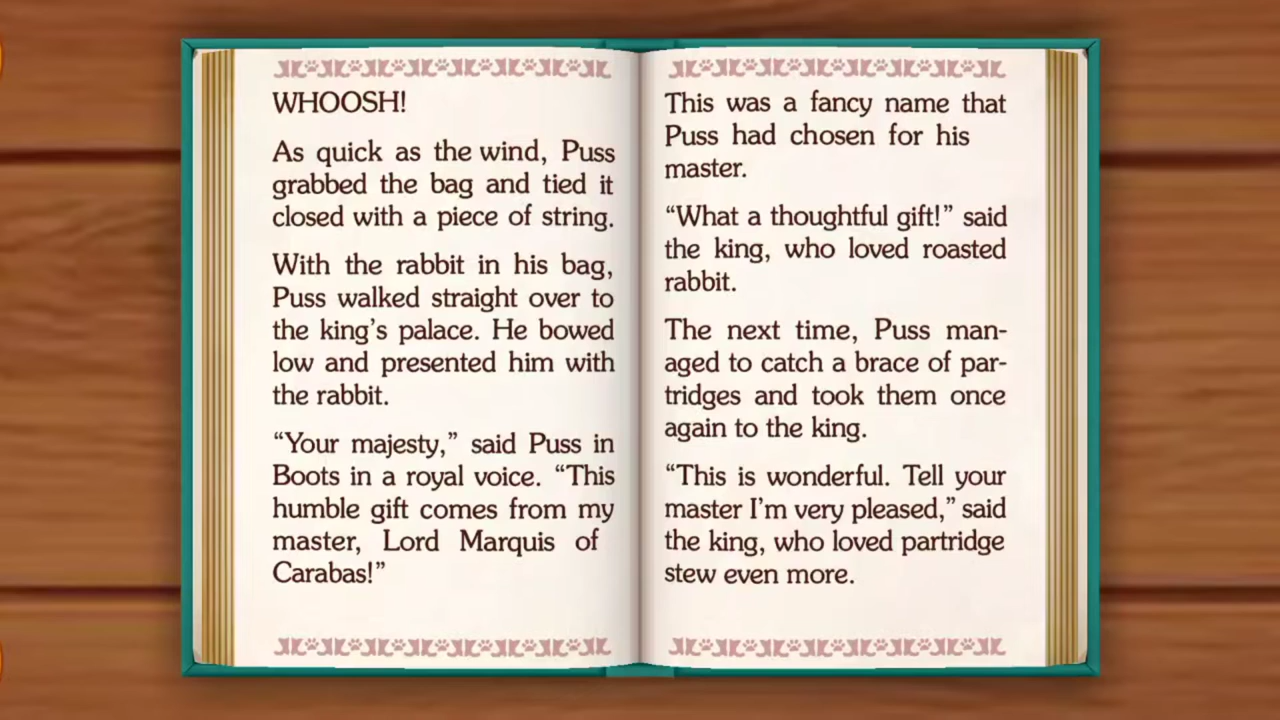 WHOOSH!
As quick as the wind, Puss
grabbed the bag and tied it
closed with a piece of string.
With the rabbit in his bag,
Puss walked straight over to
the king’s palace. He bowed
low and presented him with
the rabbit.
“Your majesty,” said Puss in
Boots in a royal voice. “This
humble gift comes from my
master, Lord Marquis of
Carabas!”
This was a fancy name that
Puss had chosen for his
master.
“What a thoughtful gift!” said
the king, who loved roasted
rabbit.
The next time, Puss man-
aged to catch a brace of par-
tridges and took them once
again to the king.
“This is wonderful. Tell your
master I’m very pleased,” said
the king, who loved partridge
stew even more.